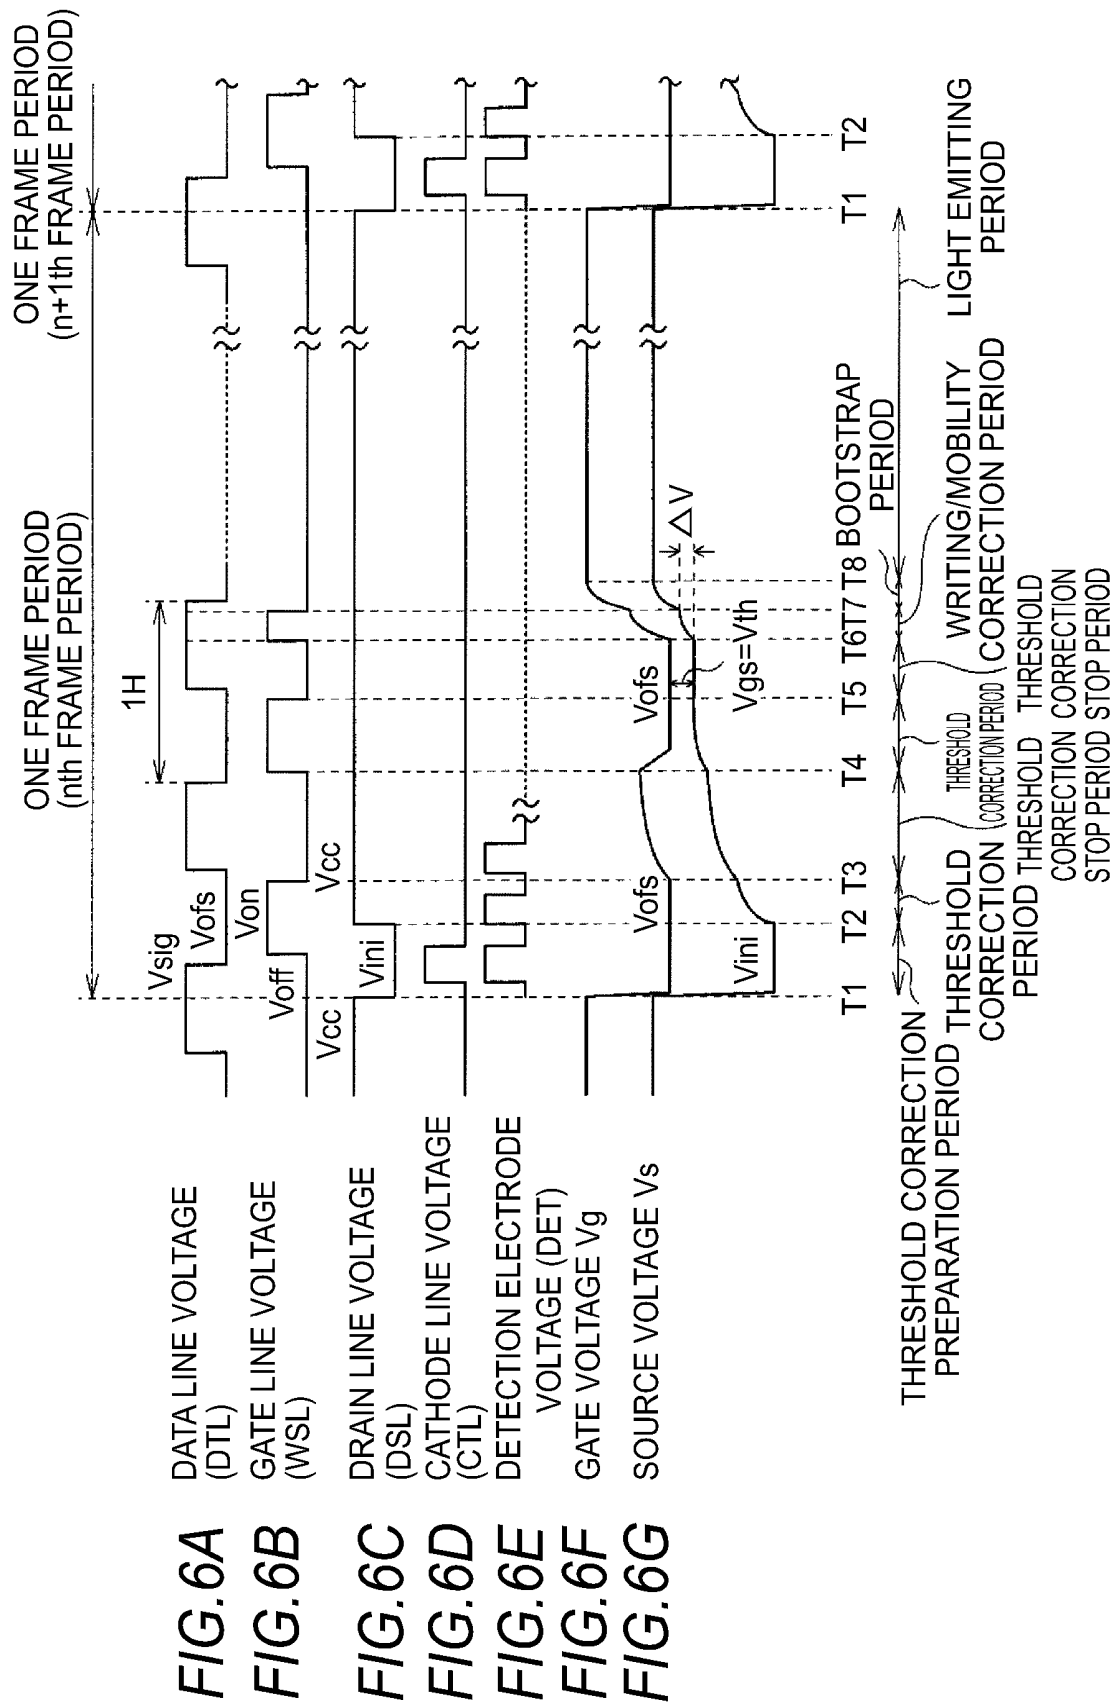 ONE FRAME PERIOD
(nth FRAME PERIOD)
ONE FRAME PERIOD
(n+1th FRAME PERIOD)
1H
FIG.6A
DATA LINE VOLTAGE
(DTL)
Vsig
Vofs
FIG.6B
GATE LINE VOLTAGE
(WSL)
Von
Voff
FIG.6C
DRAIN LINE VOLTAGE
(DSL)
Vcc
Vcc
Vini
FIG.6D
CATHODE LINE VOLTAGE
(CTL)
FIG.6E
DETECTION ELECTRODE
VOLTAGE (DET)
FIG.6F
GATE VOLTAGE Vg
Vofs
Vofs
FIG.6G
SOURCE VOLTAGE Vs
Vini
Vgs=Vth
△V
T1
T2
T3
T4
T5
T6
T7
T8
T1
T2
BOOTSTRAP
PERIOD
THRESHOLD CORRECTION
PREPARATION PERIOD
THRESHOLD
CORRECTION
PERIOD
THRESHOLD
CORRECTION
STOP PERIOD
THRESHOLD
CORRECTION PERIOD
THRESHOLD
CORRECTION
STOP PERIOD
WRITING/MOBILITY
CORRECTION PERIOD
LIGHT EMITTING
PERIOD